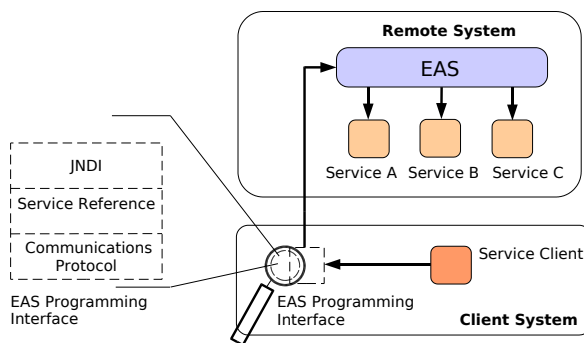 Remote System
EAS
Service A
Service B
Service C
JNDI
Service Reference
Communications
Protocol
EAS Programming
Interface
Service Client
EAS Programming
Interface
Client System